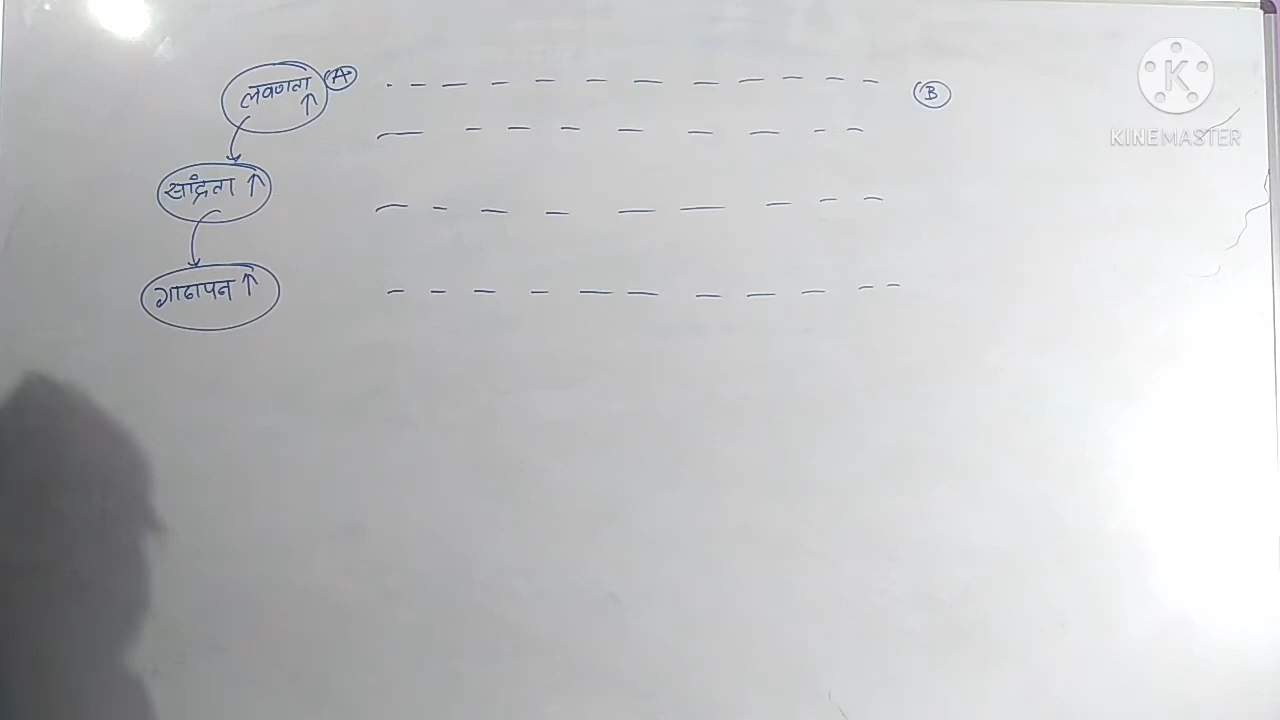 लवणता ↑ (A)
(B)
सांद्रता ↑
गाढापन ↑
K
KINEMASTER